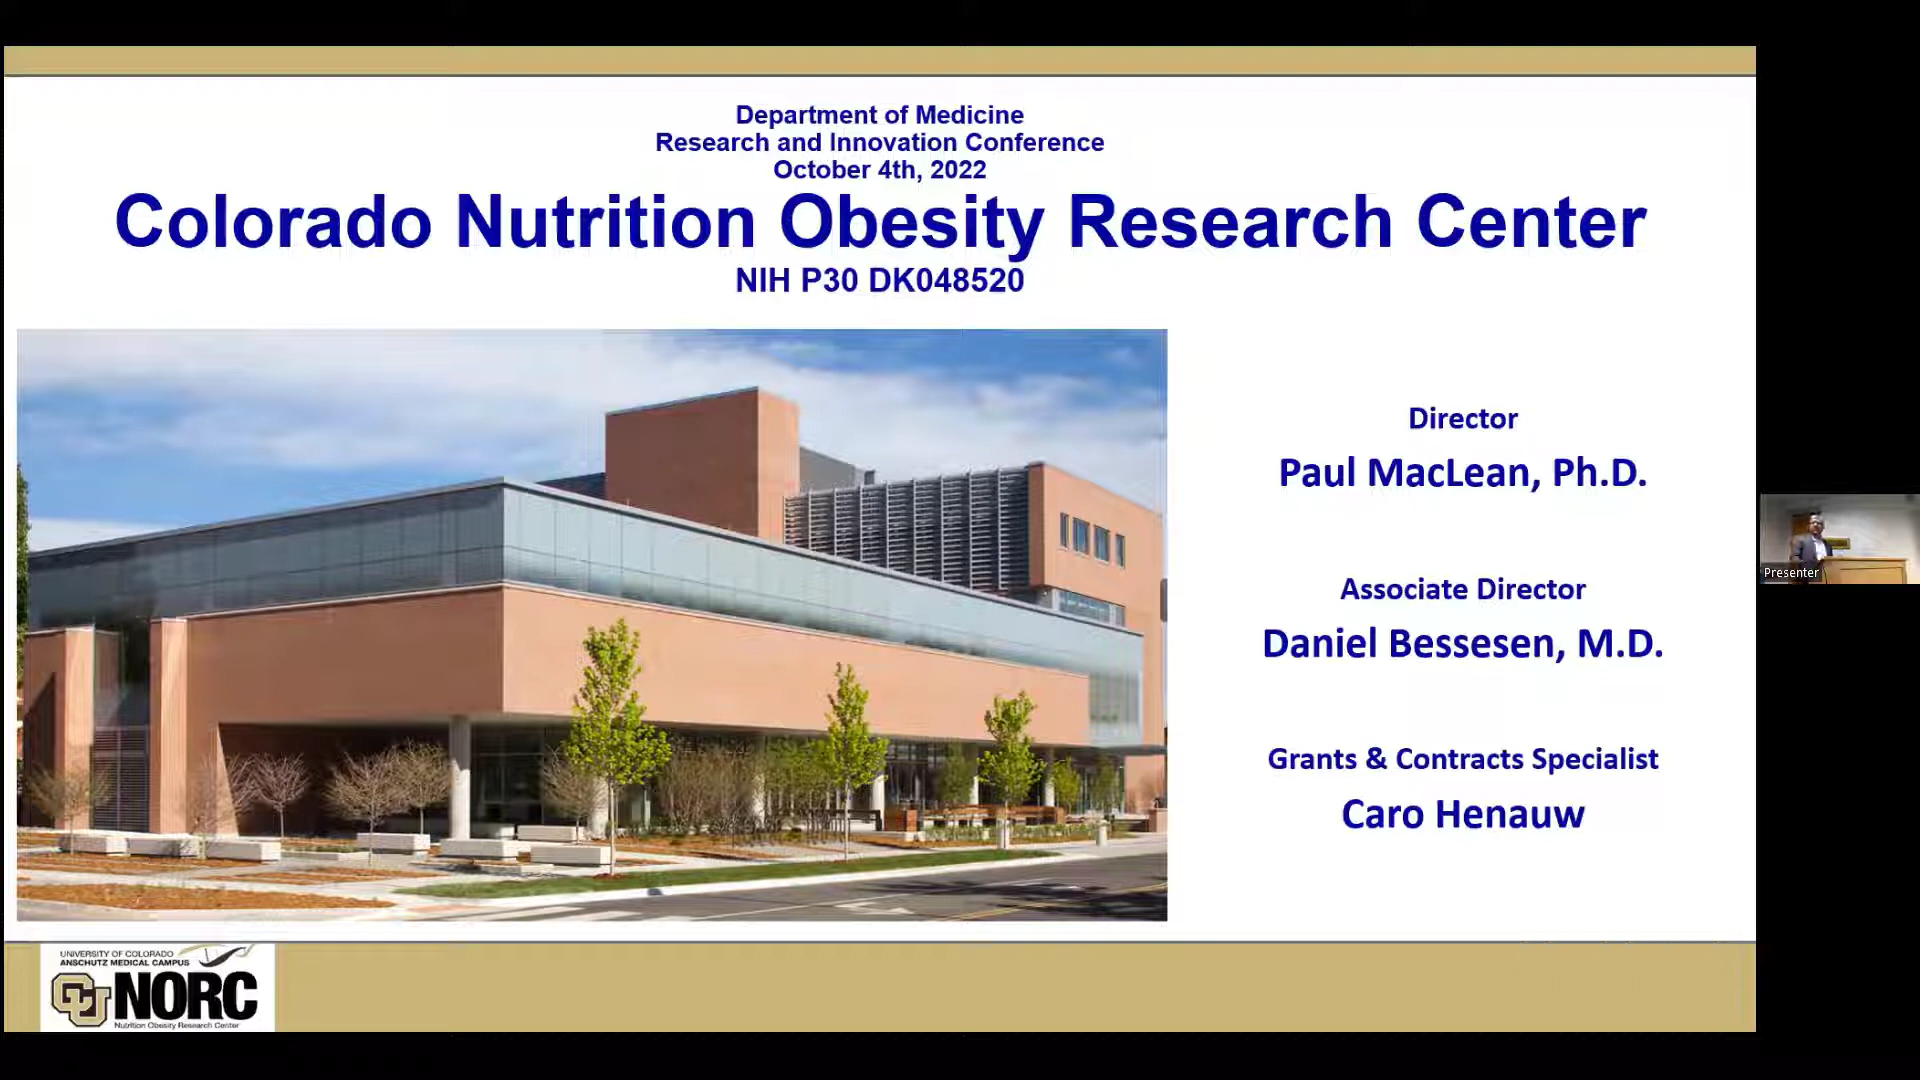 Department of Medicine
Research and Innovation Conference
October 4th, 2022
Colorado Nutrition Obesity Research Center
NIH P30 DK048520
Director
Paul MacLean, Ph.D.
Associate Director
Daniel Bessesen, M.D.
Grants & Contracts Specialist
Caro Henauw
Presenter
UNIVERSITY OF COLORADO
ANSCHUTZ MEDICAL CAMPUS
CU NORC
Nutrition Obesity Research Center